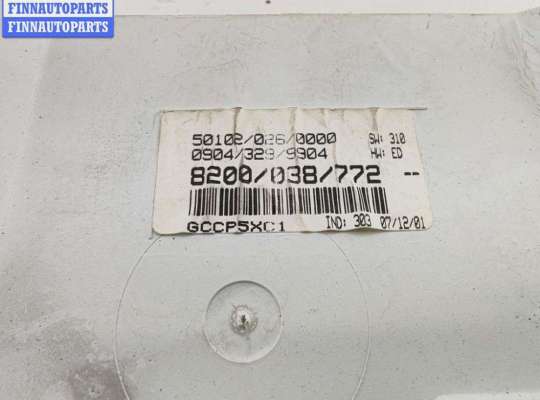 FINNAUTOPARTS
FINNAUTOPARTS
FINNAUTOPARTS
50102/026/0000 SW: 310
0904/329/9904 HW: ED
8200/038/772 --
GCCP5XC1 IND: 303 07/12/01